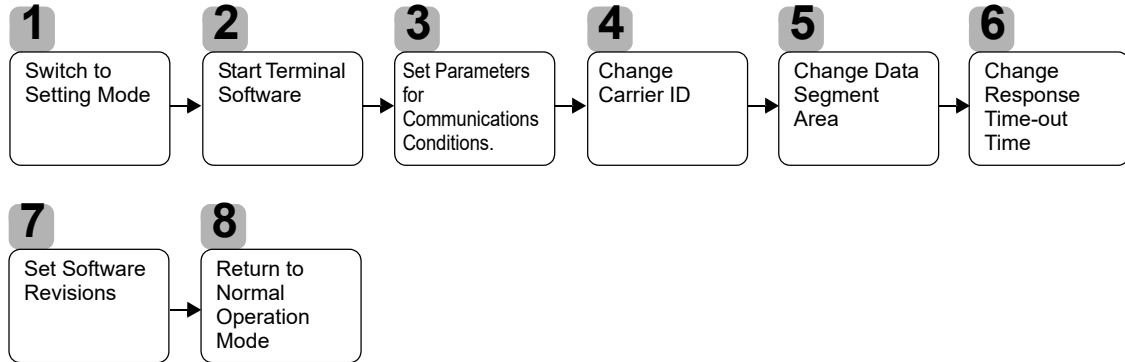 1
Switch to
Setting Mode
2
Start Terminal
Software
3
Set Parameters
for
Communications
Conditions.
4
Change
Carrier ID
5
Change Data
Segment
Area
6
Change
Response
Time-out
Time
7
Set Software
Revisions
8
Return to
Normal
Operation
Mode